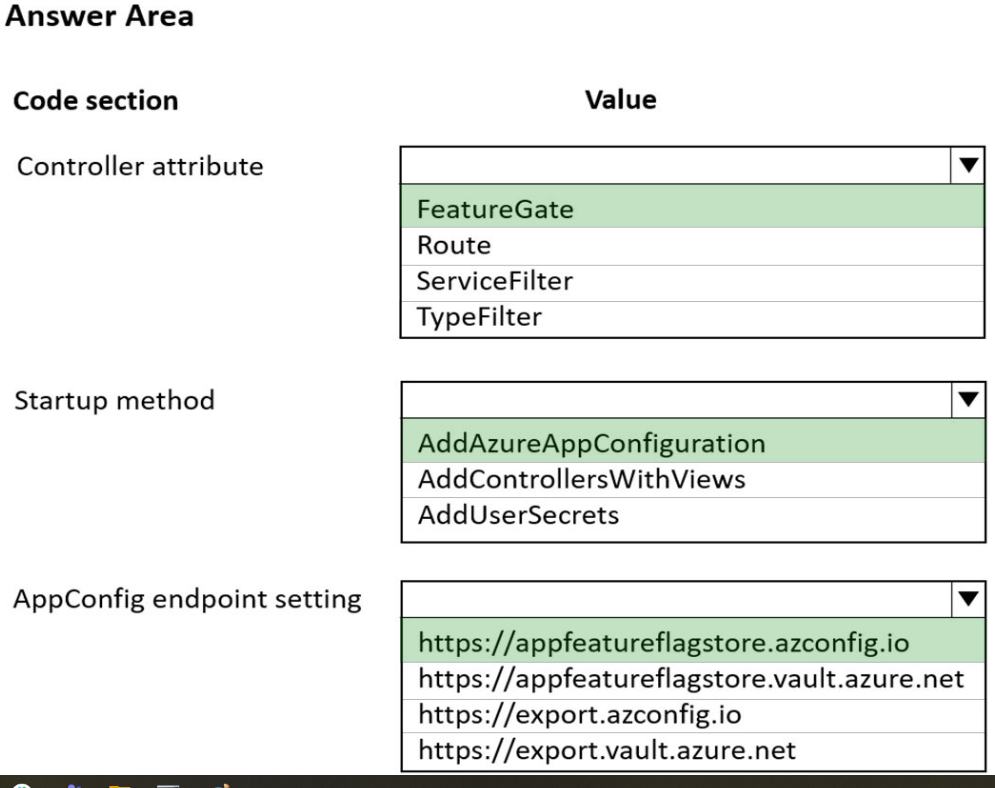 Answer Area
Code section Value
Controller attribute
FeatureGate
Route
ServiceFilter
TypeFilter
Startup method
AddAzureAppConfiguration
AddControllersWithViews
AddUserSecrets
AppConfig endpoint setting
https://appfeatureflagstore.azconfig.io
https://appfeatureflagstore.vault.azure.net
https://export.azconfig.io
https://export.vault.azure.net